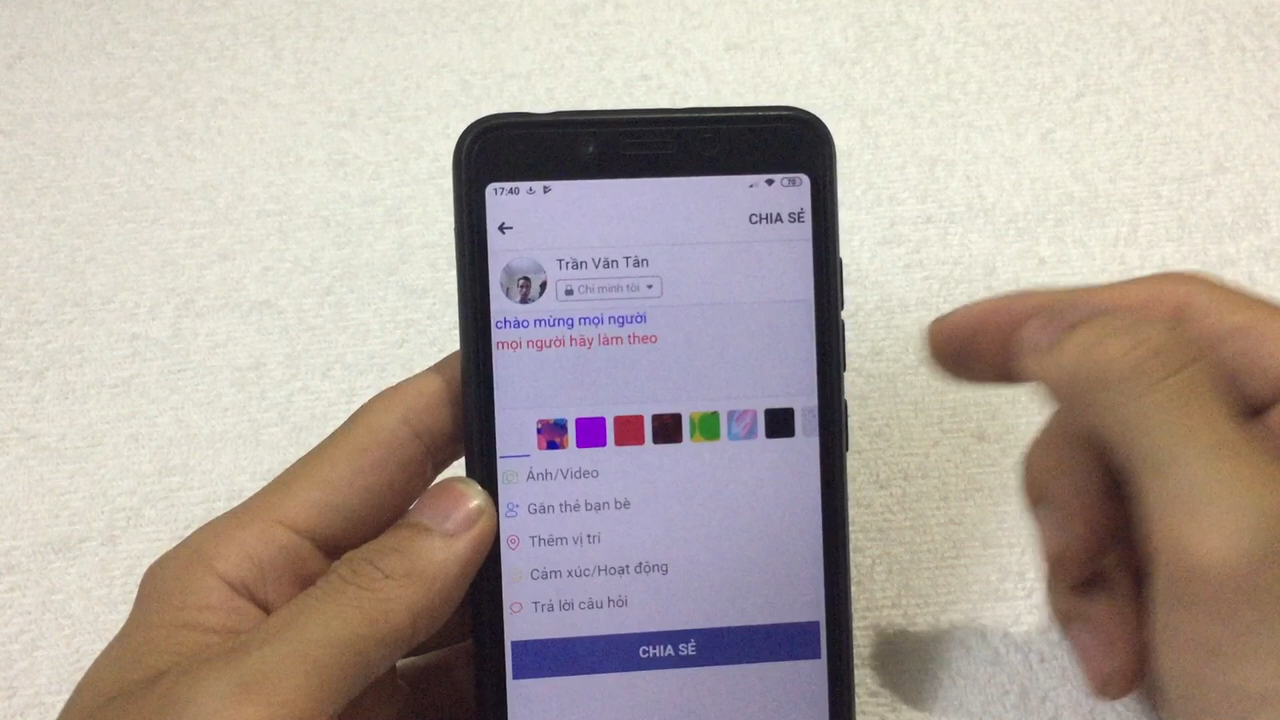 17:40
70
CHIA SẺ
Trần Văn Tân
Chỉ mình tôi
chào mừng mọi người
mọi người hãy làm theo
Ảnh/Video
Gắn thẻ bạn bè
Thêm vị trí
Cảm xúc/Hoạt động
Trả lời câu hỏi
CHIA SẺ